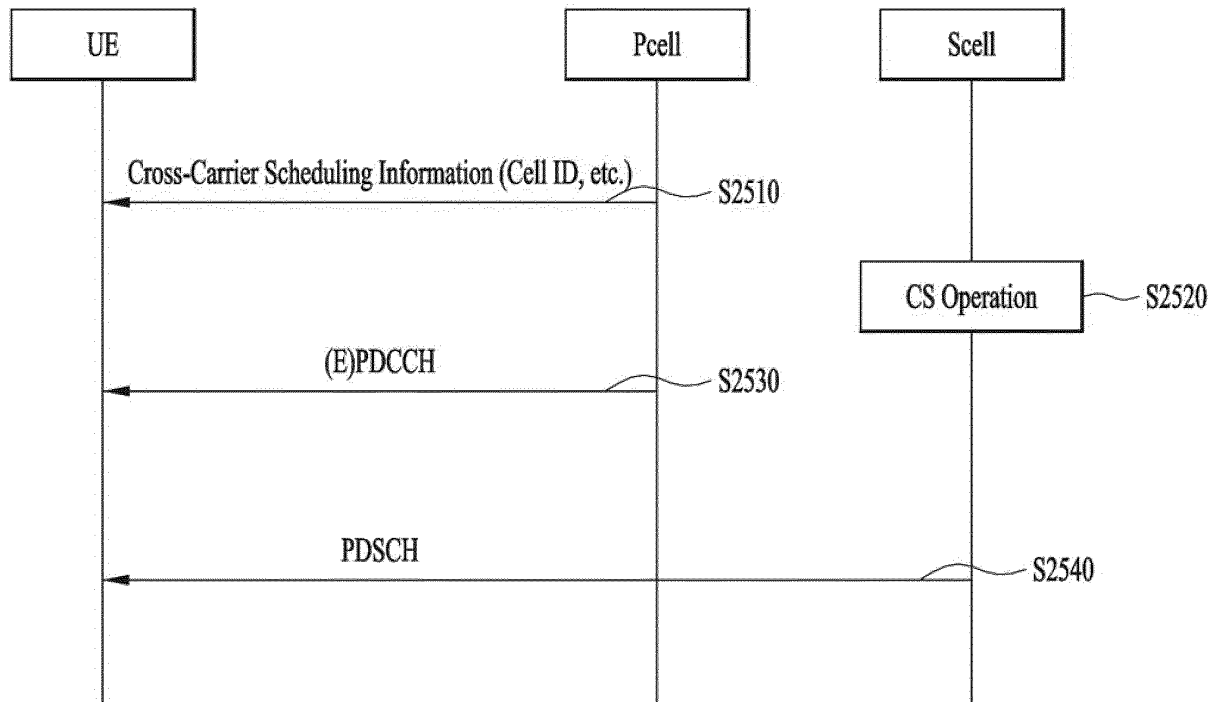 UE
Pcell
Scell
Cross-Carrier Scheduling Information (Cell ID, etc.)
S2510
CS Operation
S2520
(E)PDCCH
S2530
PDSCH
S2540